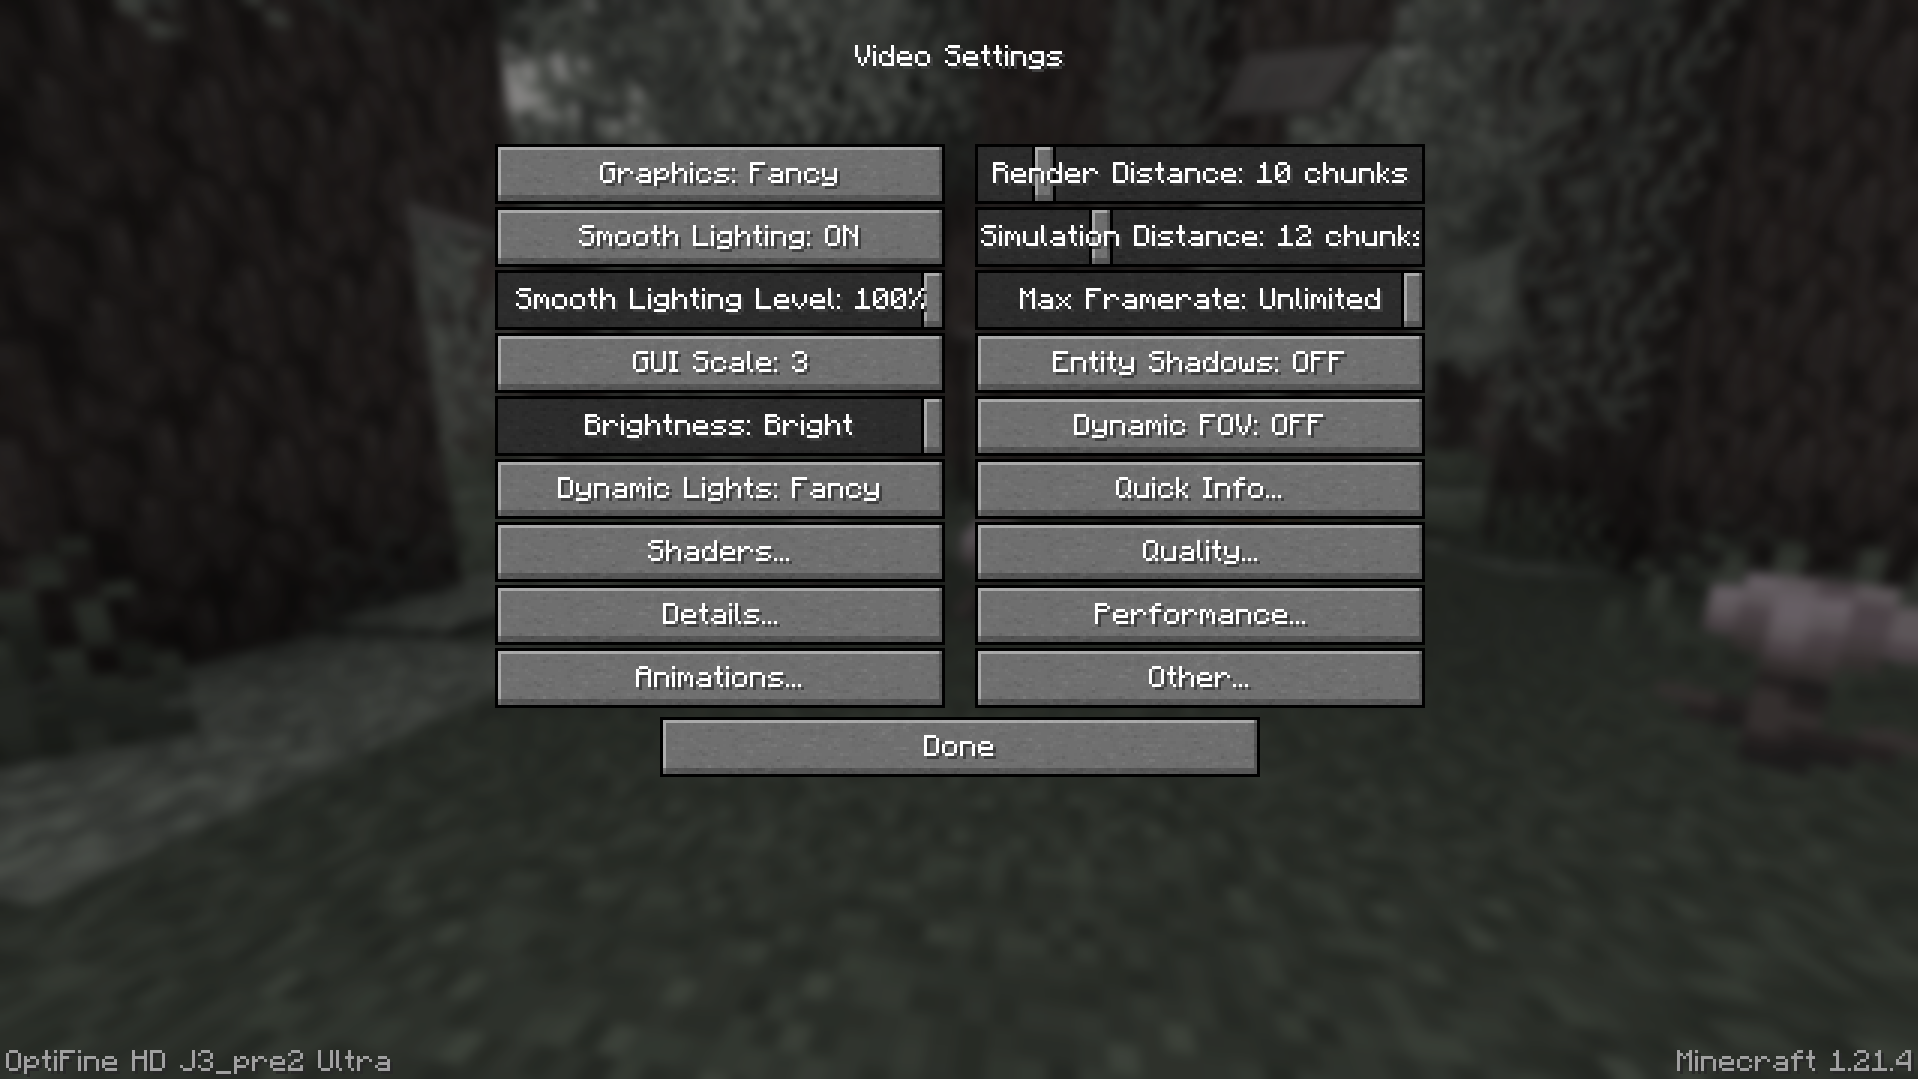 Video Settings
Graphics: Fancy
Render Distance: 10 chunks
Smooth Lighting: ON
Simulation Distance: 12 chunks
Smooth Lighting Level: 100%
Max Framerate: Unlimited
GUI Scale: 3
Entity Shadows: OFF
Brightness: Bright
Dynamic FOV: OFF
Dynamic Lights: Fancy
Quick Info...
Shaders...
Quality...
Details...
Performance...
Animations...
Other...
Done
OptiFine HD J3_pre2 Ultra
Minecraft 1.21.4